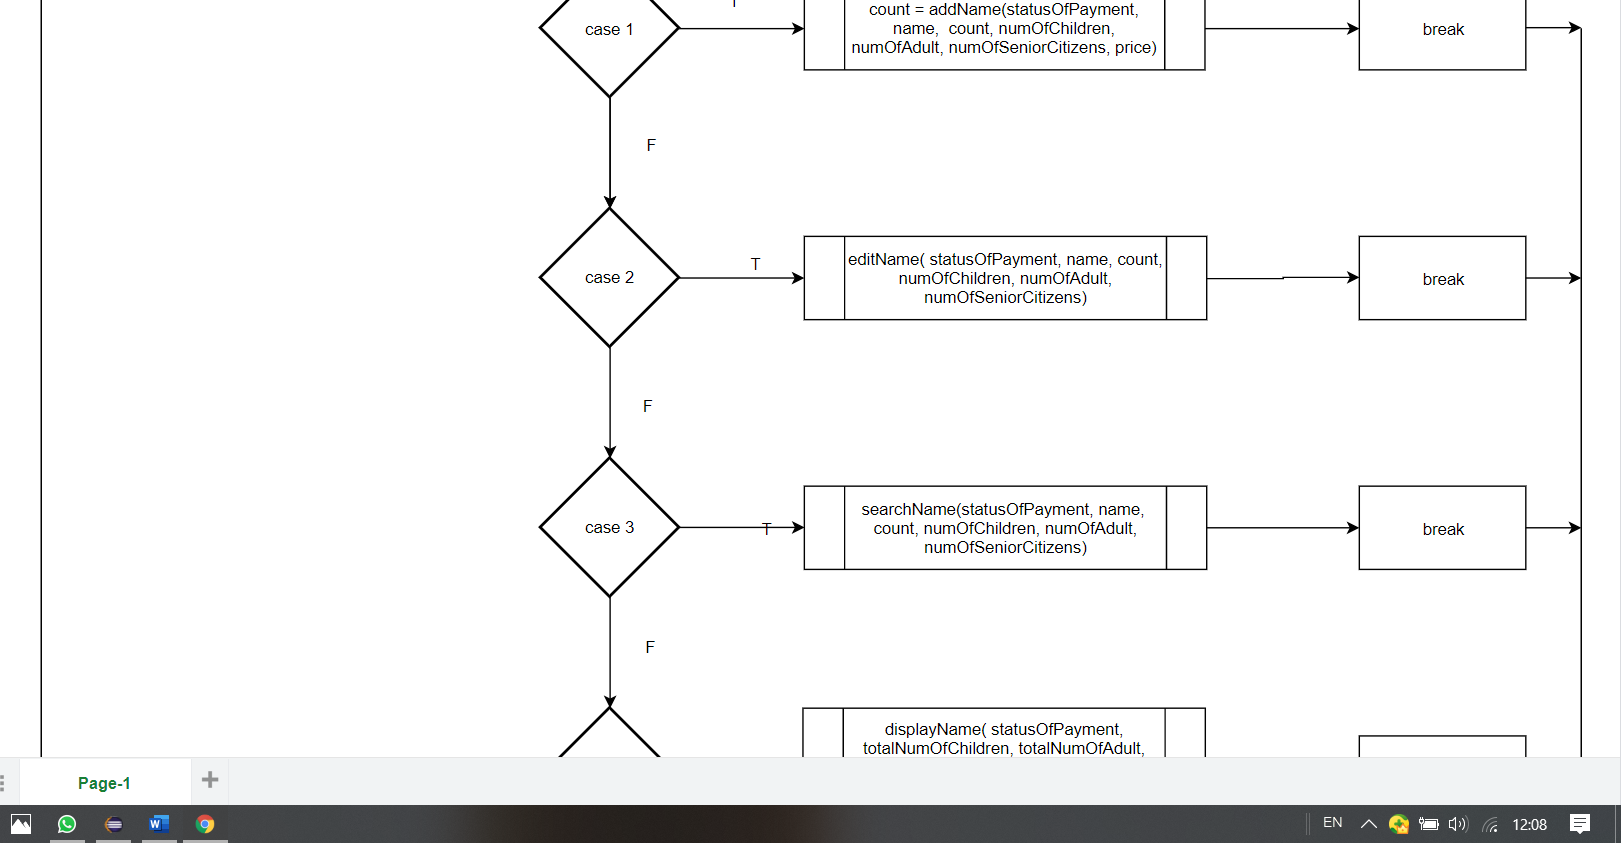 T
count = addName(statusOfPayment,
case 1
name,  count, numOfChildren,
break
numOfAdult, numOfSeniorCitizens, price)
F
T
editName( statusOfPayment, name, count,
case 2
numOfChildren, numOfAdult,
break
numOfSeniorCitizens)
F
searchName(statusOfPayment, name,
case 3
T
count, numOfChildren, numOfAdult,
break
numOfSeniorCitizens)
F
displayName( statusOfPayment,
totalNumOfChildren, totalNumOfAdult,
Page-1
EN
12:08